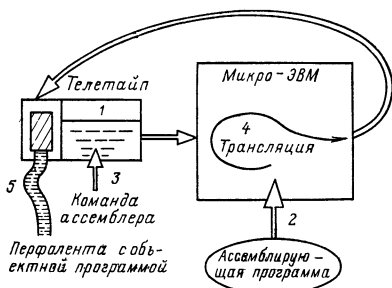 Телетайп
Микро-ЭВМ
1
4
Трансляция
5
3
Команда
ассемблера
2
Перфолента с объ-
ектной программой
Ассемблирую-
щая программа